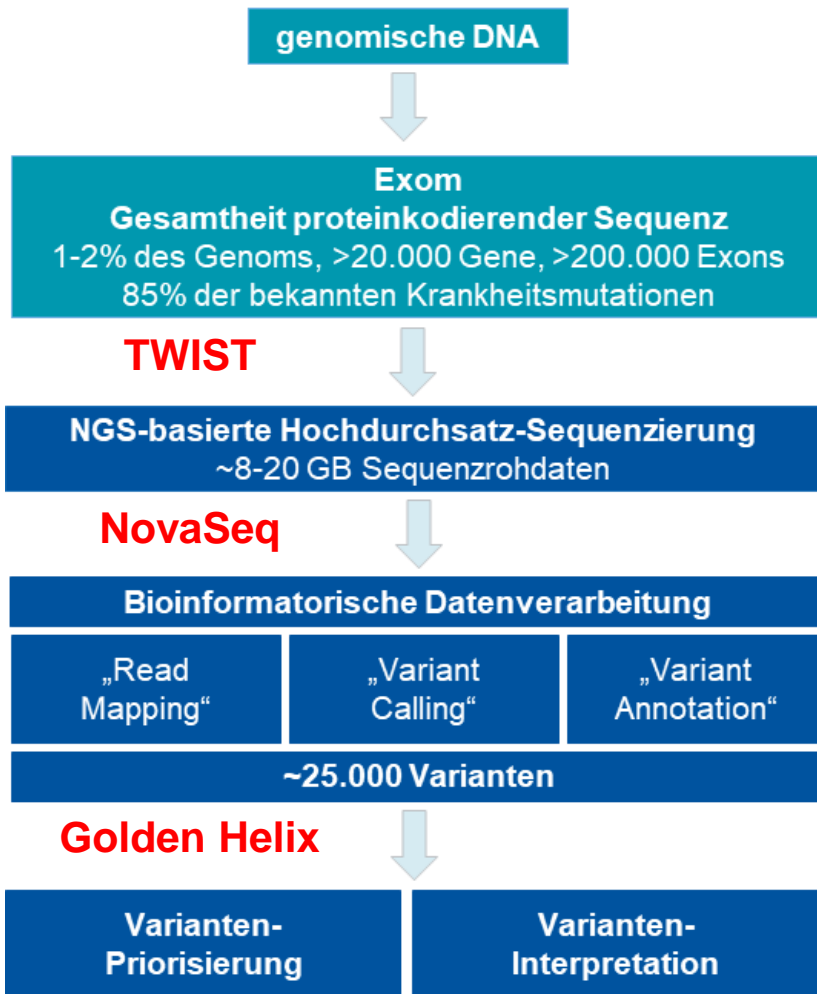 genomische DNA
Exom
Gesamtheit proteinkodierender Sequenz
1-2% des Genoms, >20.000 Gene, >200.000 Exons
85% der bekannten Krankheitsmutationen
TWIST
NGS-basierte Hochdurchsatz-Sequenzierung
~8-20 GB Sequenzrohdaten
NovaSeq
Bioinformatorische Datenverarbeitung
„Read
Mapping“
„Variant
Calling“
„Variant
Annotation“
~25.000 Varianten
Golden Helix
Varianten-
Priorisierung
Varianten-
Interpretation